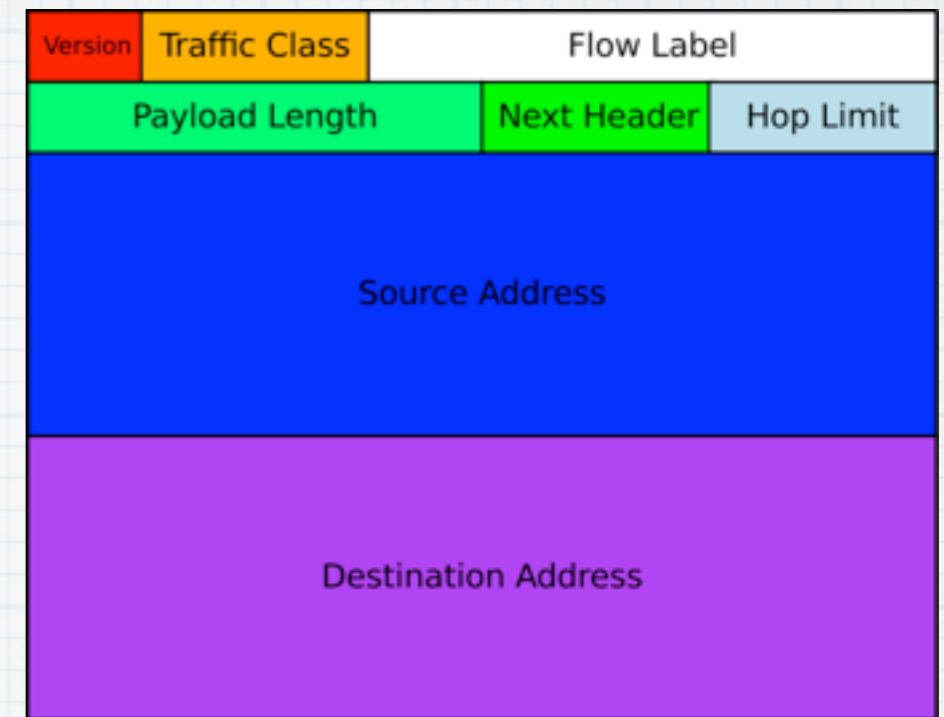 Version Traffic Class Flow Label
Payload Length Next Header Hop Limit
Source Address
Destination Address